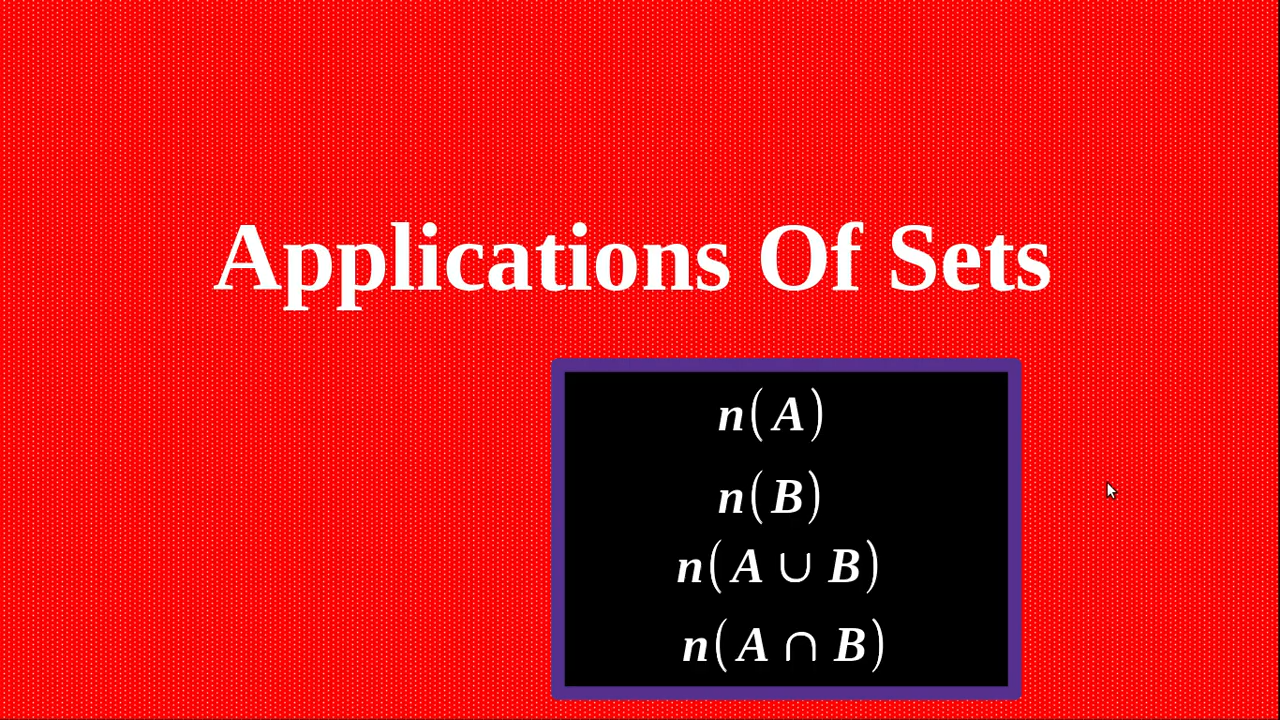 Applications Of Sets
n(A)
n(B)
n(A ∪ B)
n(A ∩ B)